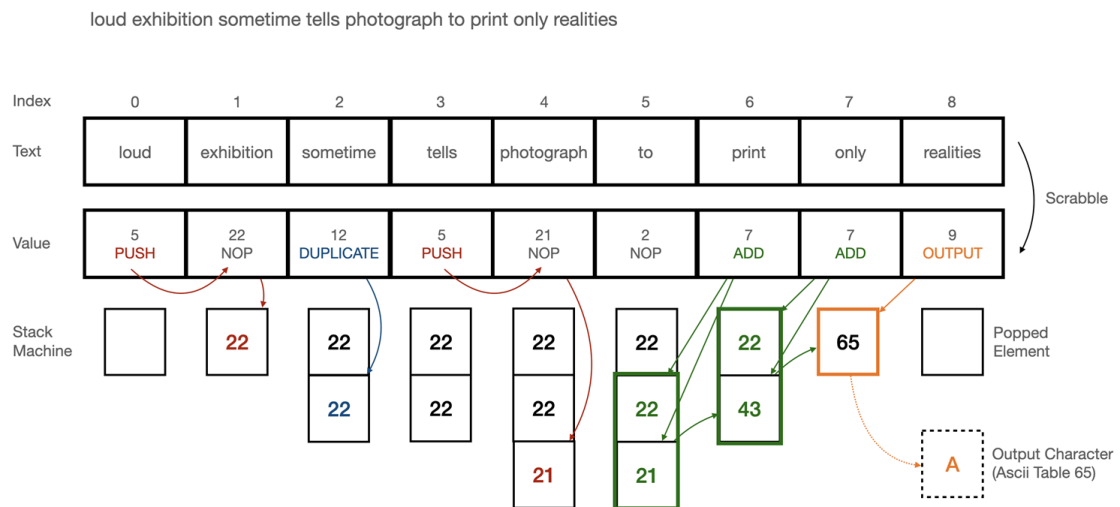 loud exhibition sometime tells photograph to print only realities
Index 0 1 2 3 4 5 6 7 8
Text loud exhibition sometime tells photograph to print only realities
Scrabble
Value 5 22 12 5 21 2 7 7 9
PUSH NOP DUPLICATE PUSH NOP NOP ADD ADD OUTPUT
Stack
Machine
22 22 22 22 22 22 65
Popped
Element
22 22 22 22 43
21 21
A
Output Character
(Ascii Table 65)